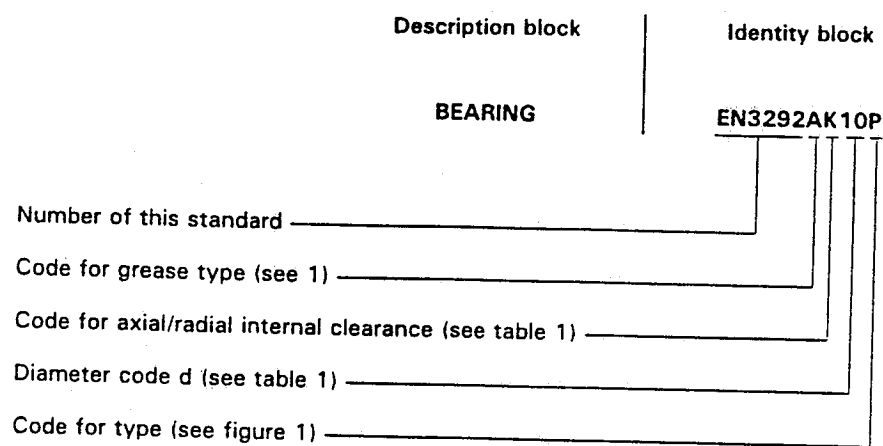 Description block
Identity block
BEARING
EN3292AK10P
Number of this standard
Code for grease type (see 1)
Code for axial/radial internal clearance (see table 1)
Diameter code d (see table 1)
Code for type (see figure 1)